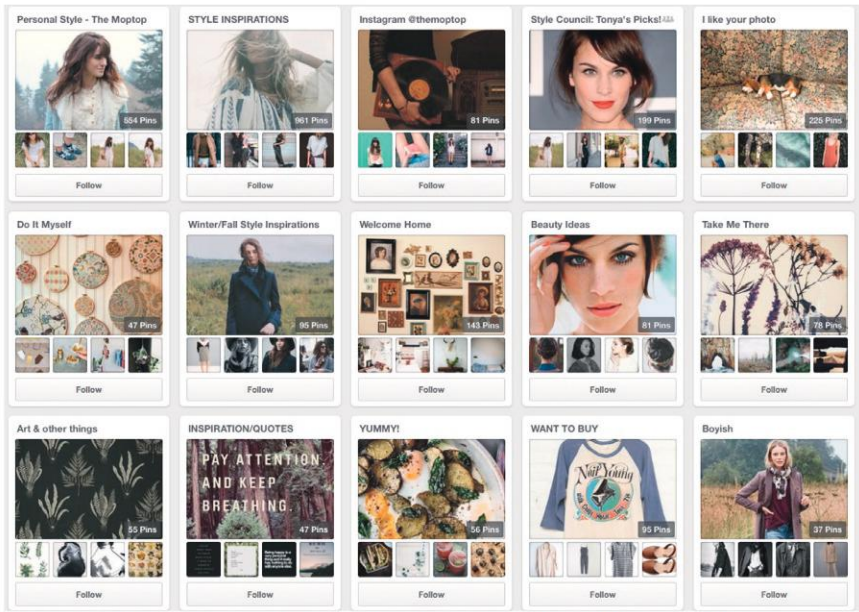 Personal Style - The Moptop
554 Pins
Follow
STYLE INSPIRATIONS
961 Pins
Follow
Instagram @themoptop
81 Pins
Follow
Style Council: Tonya's Picks!
199 Pins
Follow
I like your photo
225 Pins
Follow
Do It Myself
47 Pins
Follow
Winter/Fall Style Inspirations
95 Pins
Follow
Welcome Home
143 Pins
Follow
Beauty Ideas
81 Pins
Follow
Take Me There
78 Pins
Follow
Art & other things
55 Pins
Follow
INSPIRATION/QUOTES
PAY ATTENTION
AND KEEP
BREATHING.
47 Pins
Follow
YUMMY!
56 Pins
Follow
WANT TO BUY
Neil Young
95 Pins
Follow
Boyish
37 Pins
Follow